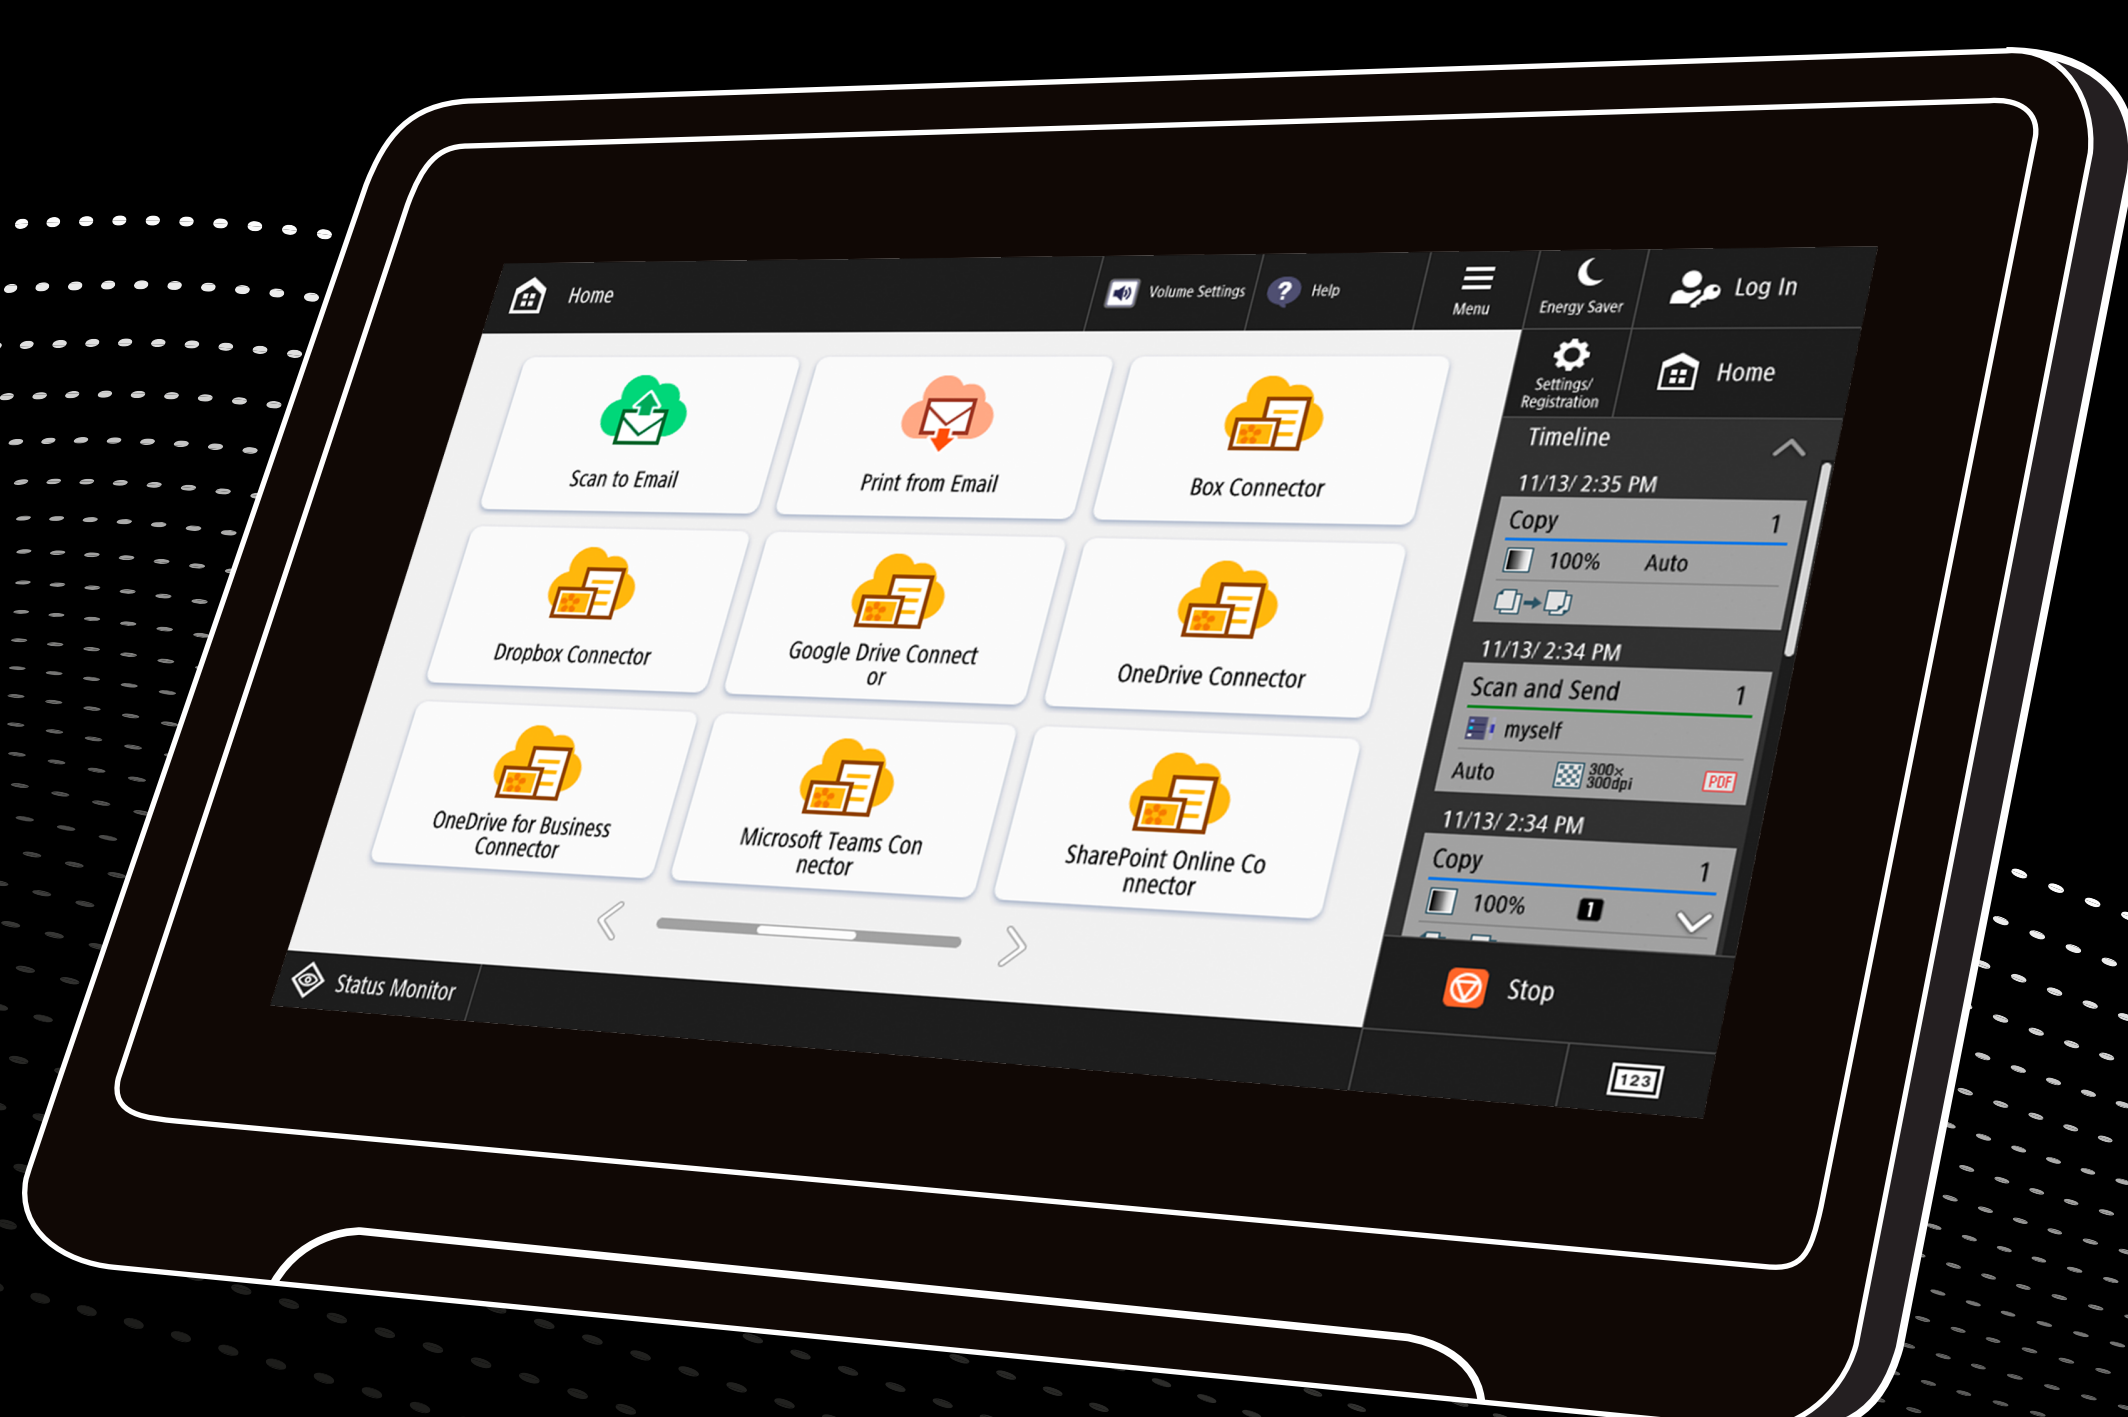 Home
Volume Settings
Help
Menu
Energy Saver
Log In
Settings/
Registration
Home
Scan to Email
Print from Email
Box Connector
Dropbox Connector
Google Drive Connect
or
OneDrive Connector
OneDrive for Business
Connector
Microsoft Teams Con
nector
SharePoint Online Co
nnector
Timeline
11/13/ 2:35 PM
Copy 1
100% Auto
11/13/ 2:34 PM
Scan and Send 1
myself
Auto 300×
300dpi PDF
11/13/ 2:34 PM
Copy 1
100% 1
Status Monitor
Stop
123